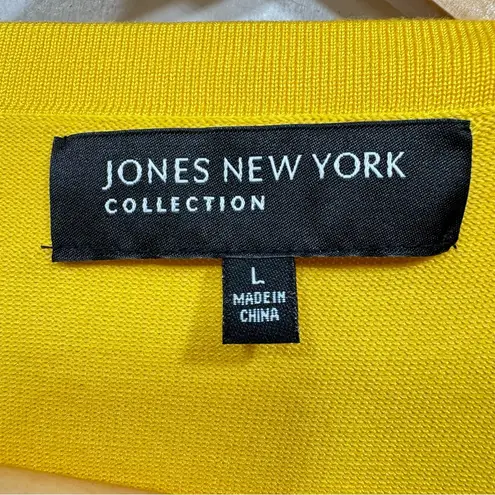 JONES NEW YORK
COLLECTION
L
MADE IN
CHINA